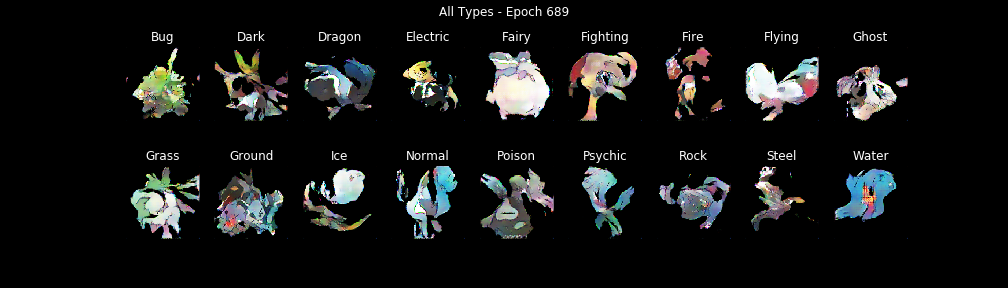 All Types - Epoch 689
Bug Dark Dragon Electric Fairy Fighting Fire Flying Ghost
Grass Ground Ice Normal Poison Psychic Rock Steel Water